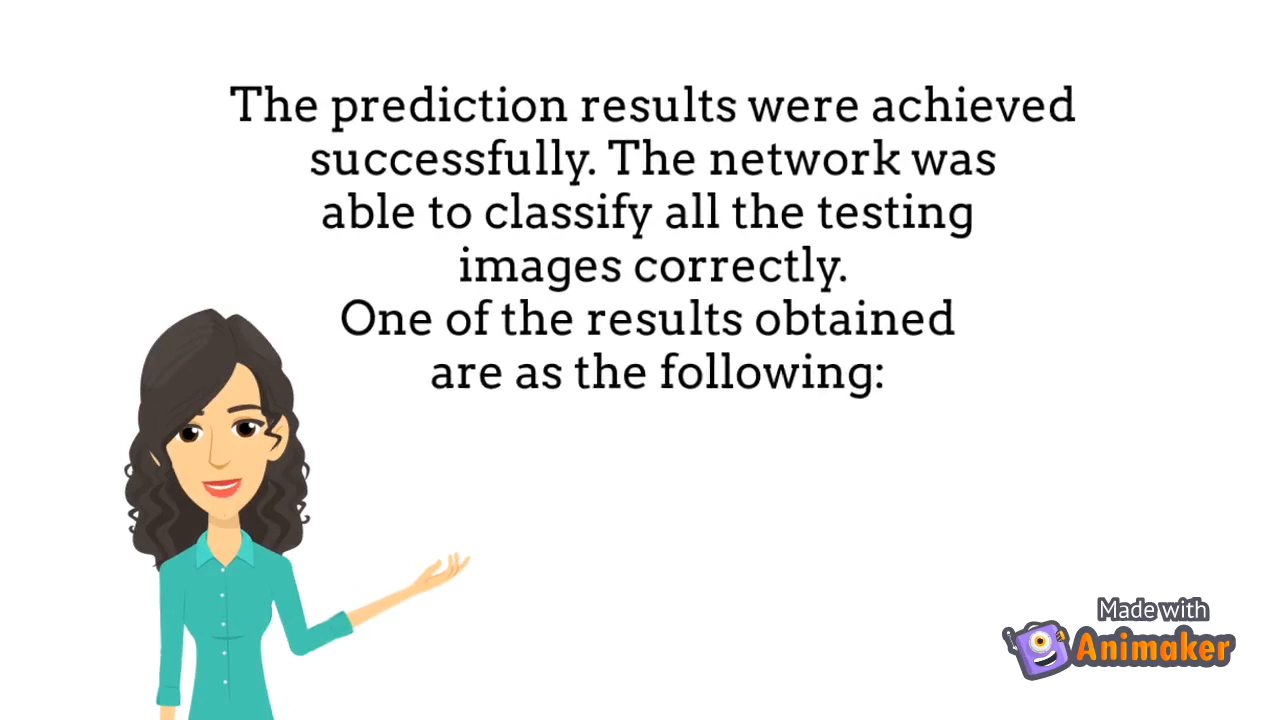 The prediction results were achieved
successfully. The network was
able to classify all the testing
images correctly.
One of the results obtained
are as the following:
Made with
Animaker